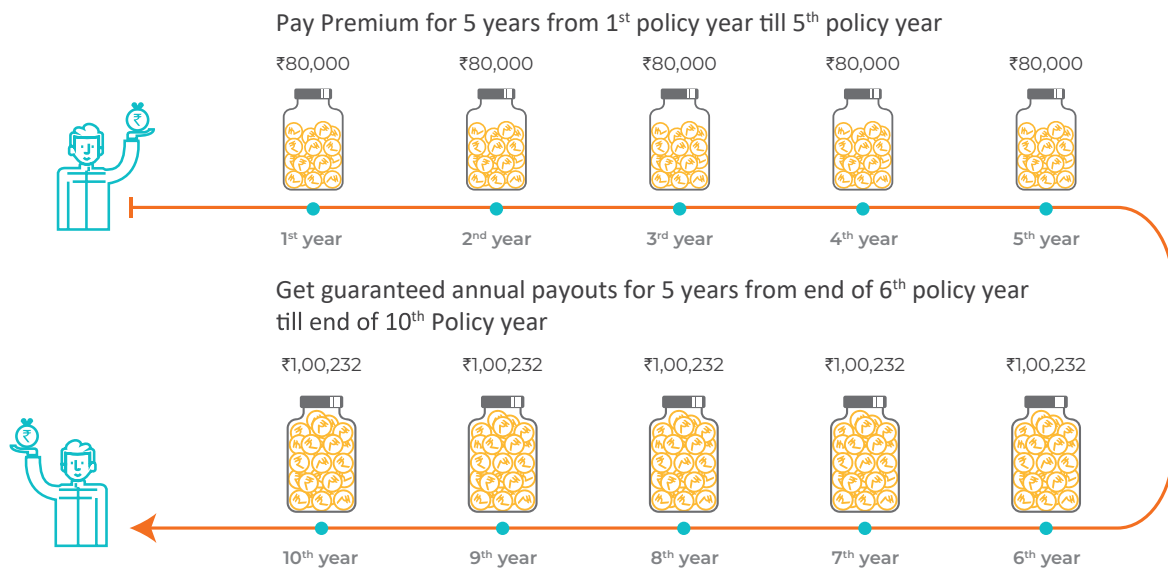 Pay Premium for 5 years from 1st policy year till 5th policy year
₹80,000 ₹80,000 ₹80,000 ₹80,000 ₹80,000
1st year 2nd year 3rd year 4th year 5th year
Get guaranteed annual payouts for 5 years from end of 6th policy year
till end of 10th Policy year
₹1,00,232 ₹1,00,232 ₹1,00,232 ₹1,00,232 ₹1,00,232
10th year 9th year 8th year 7th year 6th year